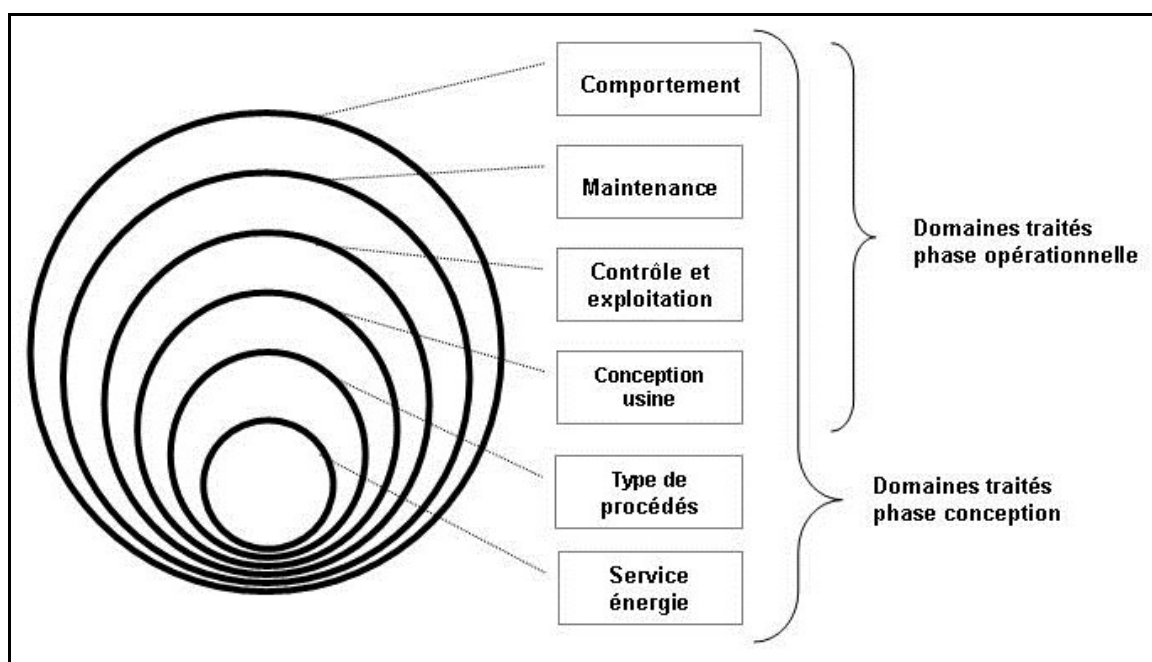 Comportement
Maintenance
Contrôle et
exploitation
Conception
usine
Type de
procédés
Service
énergie
Domaines traités
phase opérationnelle
Domaines traités
phase conception